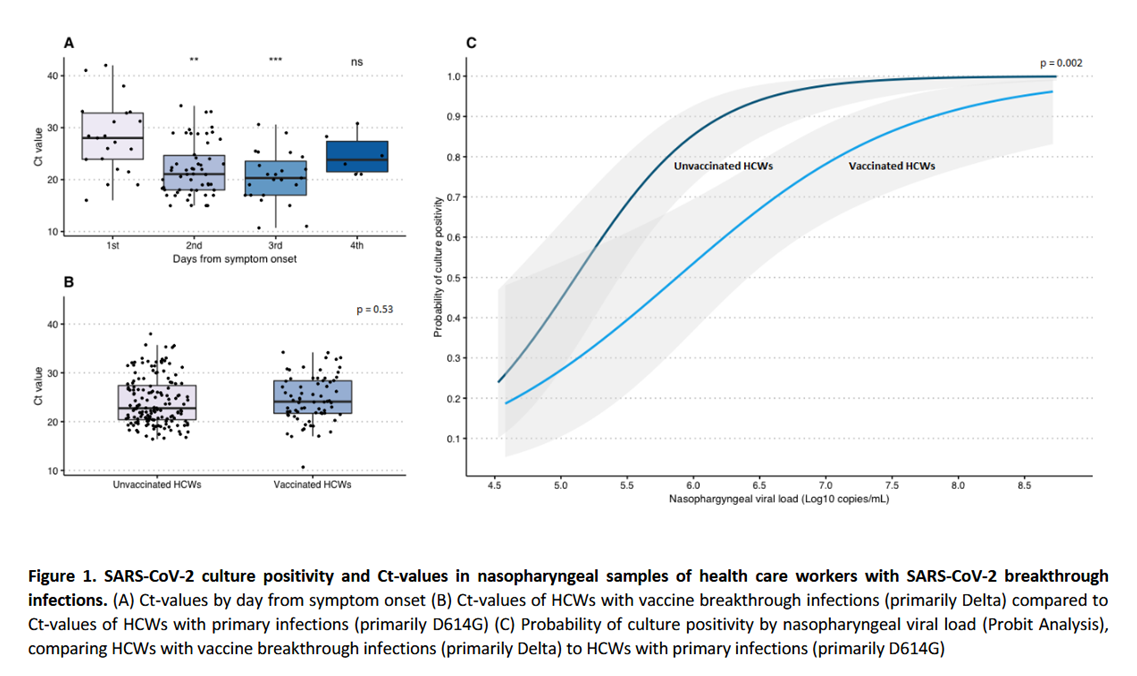 A
**
***
ns
40
30
20
10
Ct value
1st
2nd
3rd
4th
Days from symptom onset
B
p = 0.53
40
30
20
10
Ct value
Unvaccinated HCWs
Vaccinated HCWs
C
p = 0.002
1.0
0.9
0.8
0.7
0.6
0.5
0.4
0.3
0.2
0.1
Probability of culture positivity
Unvaccinated HCWs
Vaccinated HCWs
4.5
5.0
5.5
6.0
6.5
7.0
7.5
8.0
8.5
Nasophargyngeal viral load (Log10 copies/mL)
Figure 1. SARS-CoV-2 culture positivity and Ct-values in nasopharyngeal samples of health care workers with SARS-CoV-2 breakthrough
infections. (A) Ct-values by day from symptom onset (B) Ct-values of HCWs with vaccine breakthrough infections (primarily Delta) compared to
Ct-values of HCWs with primary infections (primarily D614G) (C) Probability of culture positivity by nasopharyngeal viral load (Probit Analysis),
comparing HCWs with vaccine breakthrough infections (primarily Delta) to HCWs with primary infections (primarily D614G)